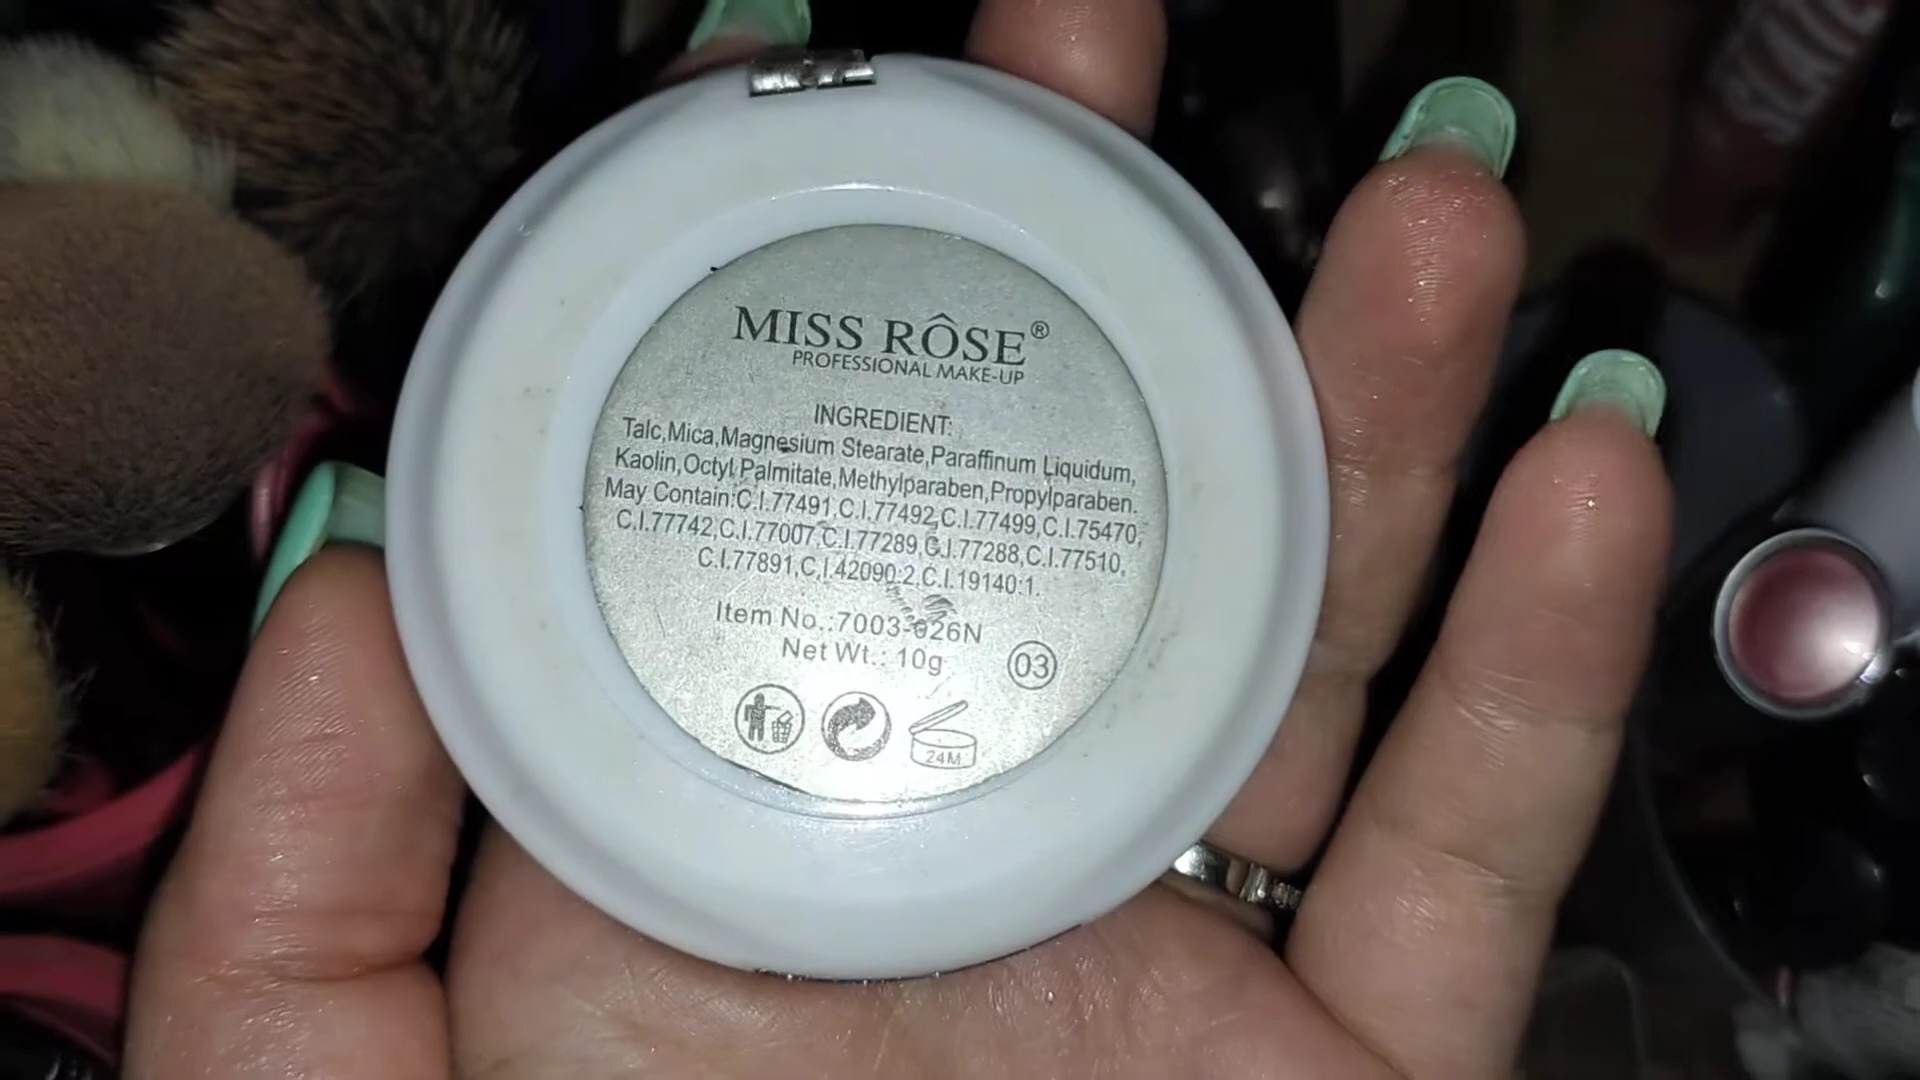 MISS RÔSE®
PROFESSIONAL MAKE-UP
INGREDIENT:
Talc,Mica,Magnesium Stearate,Paraffinum Liquidum,
Kaolin,Octyl Palmitate,Methylparaben,Propylparaben.
May Contain:C.I.77491,C.I.77492,C.I.77499,C.I.75470,
C.I.77742,C.I.77007,C.I.77289,C.I.77288,C.I.77510,
C.I.77891,C,I.42090:2,C.I.19140:1.
Item No.:7003-026N
Net Wt.: 10g
03
24M